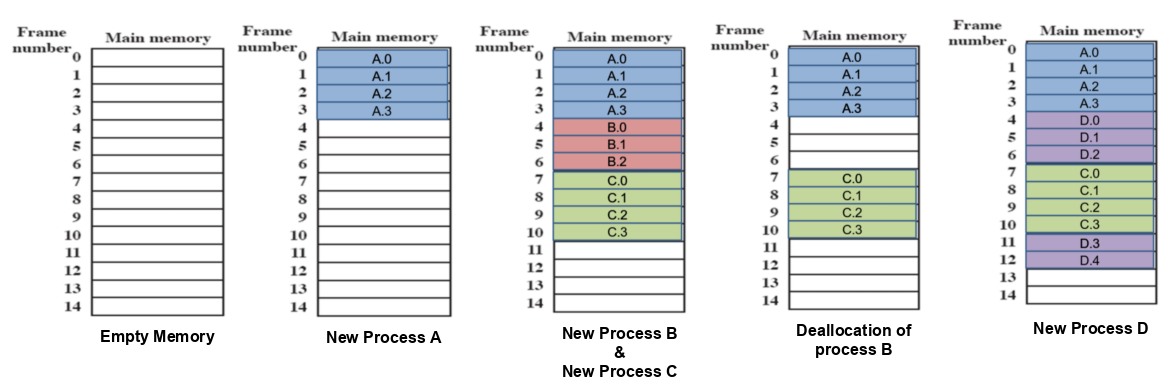 Frame
number
Main memory
0
1
2
3
4
5
6
7
8
9
10
11
12
13
14
Empty Memory
Frame
number
Main memory
0
A.0
1
A.1
2
A.2
3
A.3
4
5
6
7
8
9
10
11
12
13
14
New Process A
Frame
number
Main memory
0
A.0
1
A.1
2
A.2
3
A.3
4
B.0
5
B.1
6
B.2
7
C.0
8
C.1
9
C.2
10
C.3
11
12
13
14
New Process B
&
New Process C
Frame
number
Main memory
0
A.0
1
A.1
2
A.2
3
A.3
4
5
6
7
C.0
8
C.1
9
C.2
10
C.3
11
12
13
14
Deallocation of
process B
Frame
number
Main memory
0
A.0
1
A.1
2
A.2
3
A.3
4
D.0
5
D.1
6
D.2
7
C.0
8
C.1
9
C.2
10
C.3
11
D.3
12
D.4
13
14
New Process D